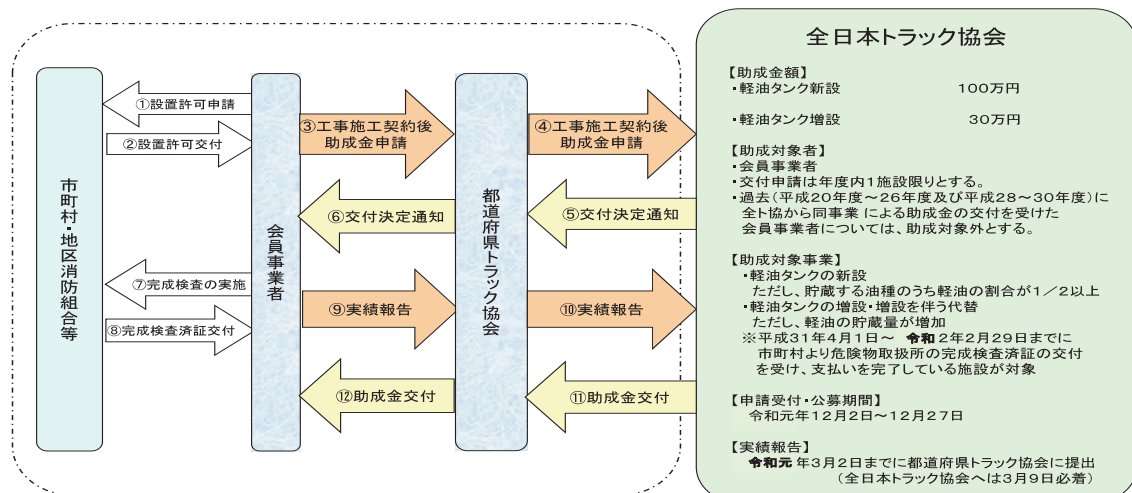 市町村・地区消防組合等
①設置許可申請
②設置許可交付
⑦完成検査の実施
⑧完成検査済証交付
会員事業者
③工事施工契約後
助成金申請
⑥交付決定通知
⑨実績報告
⑫助成金交付
都道府県トラック協会
④工事施工契約後
助成金申請
⑤交付決定通知
⑩実績報告
⑪助成金交付
全日本トラック協会
【助成金額】
・軽油タンク新設 100万円
・軽油タンク増設 30万円
【助成対象者】
・会員事業者
・交付申請は年度内1施設限りとする。
・過去(平成20年度~26年度及び平成28~30年度)に
全ト協から同事業による助成金の交付を受けた
会員事業者については、助成対象外とする。
【助成対象事業】
・軽油タンクの新設
ただし、貯蔵する油種のうち軽油の割合が1/2以上
・軽油タンクの増設・増設を伴う代替
ただし、軽油の貯蔵量が増加
※平成31年4月1日~ 令和2年2月29日までに
市町村より危険物取扱所の完成検査済証の交付
を受け、支払いを完了している施設が対象
【申請受付・公募期間】
令和元年12月2日~12月27日
【実績報告】
令和元年3月2日までに都道府県トラック協会に提出
(全日本トラック協会へは3月9日必着)